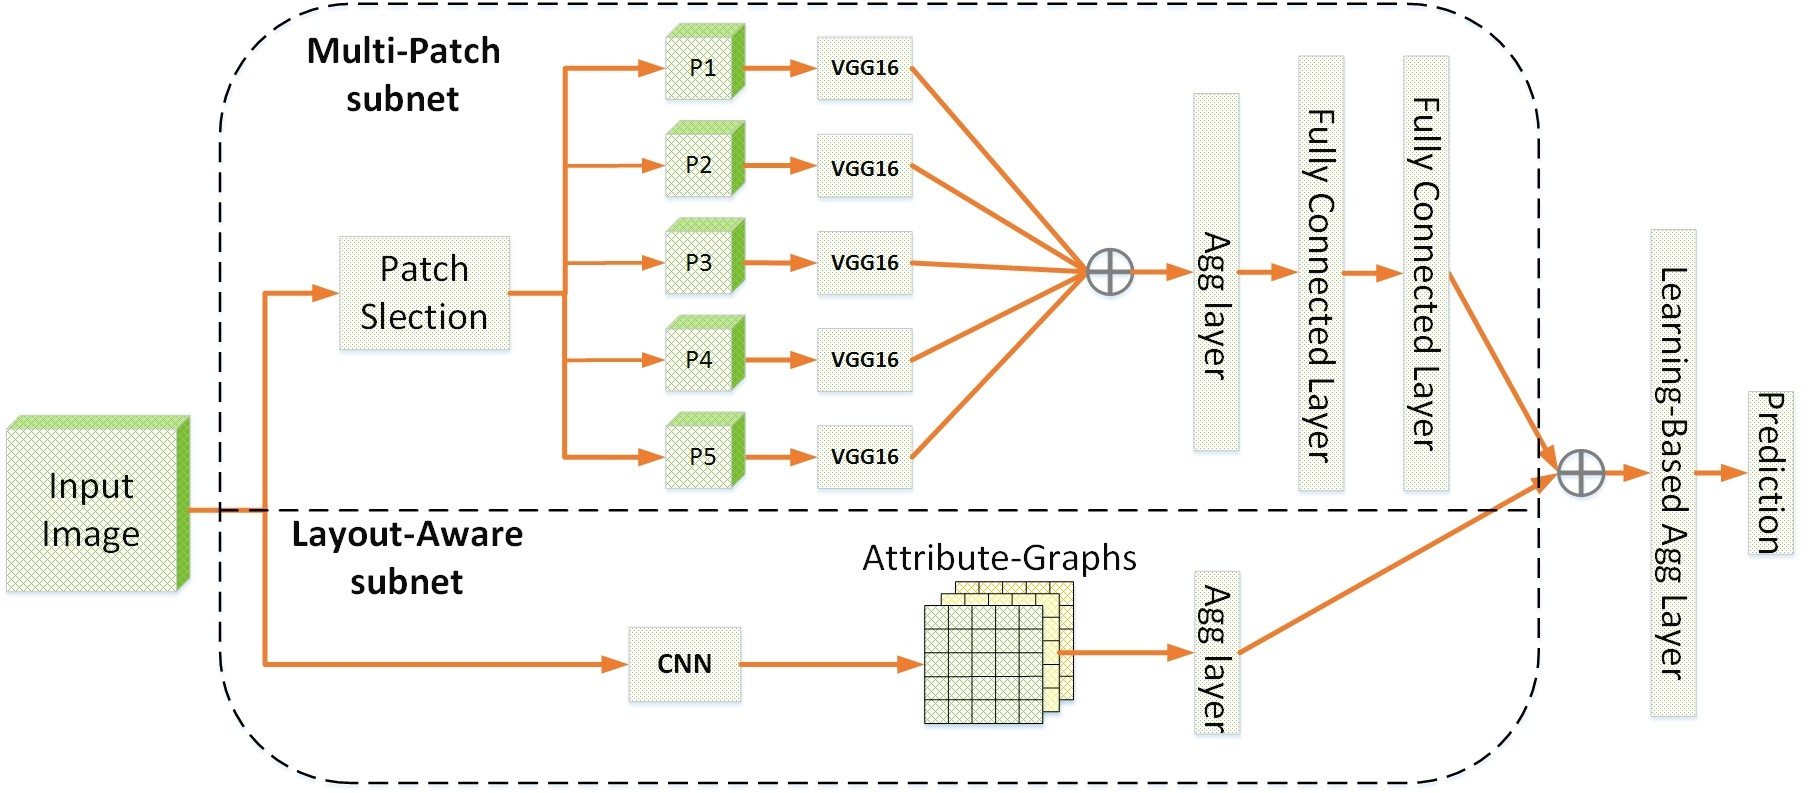 Multi-Patch
subnet
P1
VGG16
P2
VGG16
P3
VGG16
P4
VGG16
P5
VGG16
Patch
Slection
Agg layer
Fully Connected Layer
Fully Connected Layer
Input
Image
Layout-Aware
subnet
CNN
Attribute-Graphs
Agg layer
Learning-Based Agg Layer
Prediction